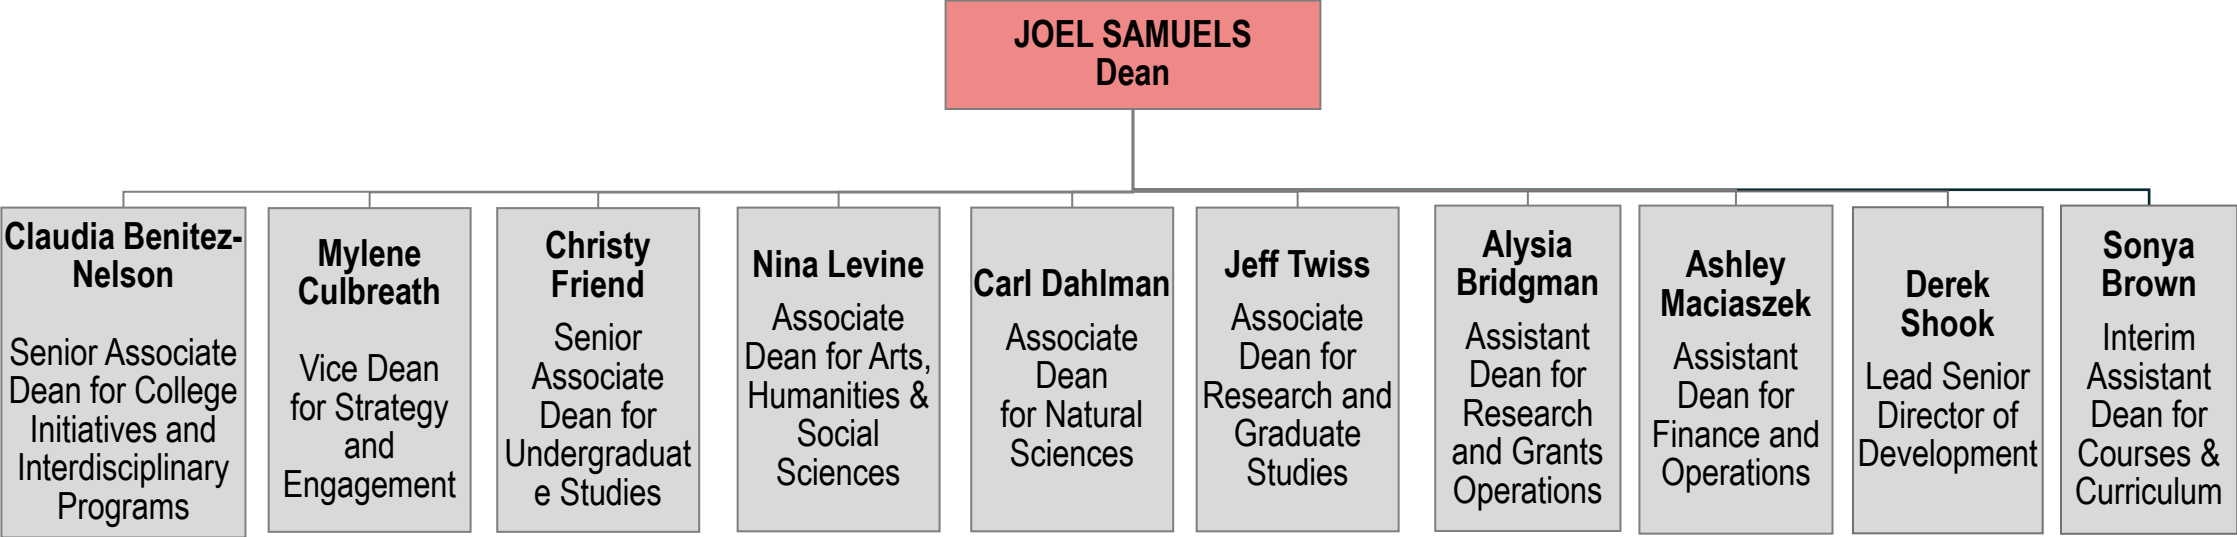 JOEL SAMUELS
Dean
Claudia Benitez-
Nelson
Senior Associate
Dean for College
Initiatives and
Interdisciplinary
Programs
Mylene
Culbreath
Vice Dean
for Strategy
and
Engagement
Christy
Friend
Senior
Associate
Dean for
Undergraduat
e Studies
Nina Levine
Associate
Dean for Arts,
Humanities &
Social
Sciences
Carl Dahlman
Associate
Dean
for Natural
Sciences
Jeff Twiss
Associate
Dean for
Research and
Graduate
Studies
Alysia
Bridgman
Assistant
Dean for
Research
and Grants
Operations
Ashley
Maciaszek
Assistant
Dean for
Finance and
Operations
Derek
Shook
Lead Senior
Director of
Development
Sonya
Brown
Interim
Assistant
Dean for
Courses &
Curriculum